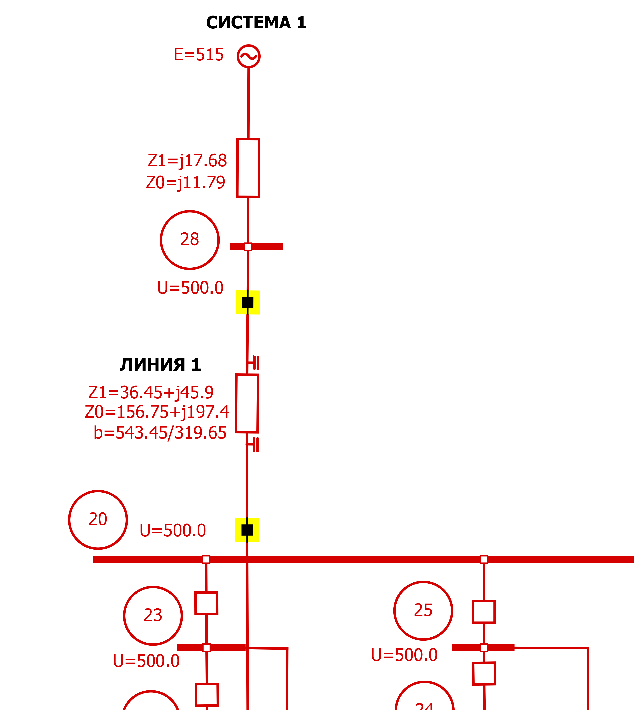 СИСТЕМА 1
E=515
Z1=j17.68
Z0=j11.79
28
U=500.0
ЛИНИЯ 1
Z1=36.45+j45.9
Z0=156.75+j197.4
b=543.45/319.65
20
U=500.0
23
25
U=500.0
U=500.0
24